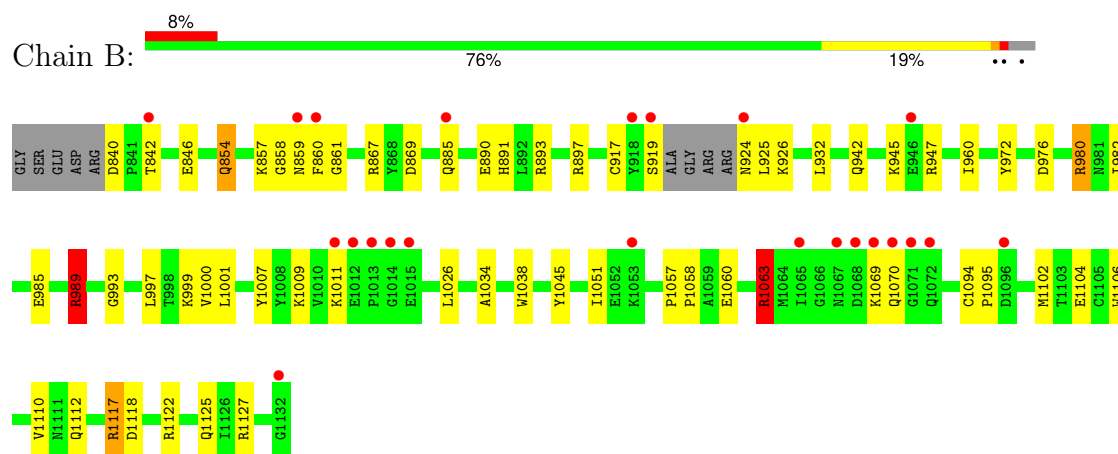 8%
Chain B:
76% 19% •• •
GLY SER GLU ASP ARG D840 P841 T842 E846 Q854 K857 G858 N859 F860 G861 R867 Y868 D869 Q885 E890 H891 L892 R893 R897 C917 Y918 S919 ALA GLY ARG ARG N924 L925 K926 L932 Q942 K945 E946 R947 I960 Y972 D976 R980 N981 I982
E985 R989 G993 L997 T998 K999 V1000 L1001 Y1007 Y1008 K1009 V1010 K1011 E1012 P1013 G1014 E1015 L1026 A1034 W1038 Y1045 I1051 E1052 K1053 P1057 P1058 A1059 E1060 R1063 M1064 I1065 G1066 N1067 D1068 K1069 Q1070 G1071 Q1072 C1094 P1095 D1096 M1102 T1103 E1104 C1105 W1106
V1110 N1111 Q1112 R1117 D1118 R1122 Q1125 I1126 R1127 G1132